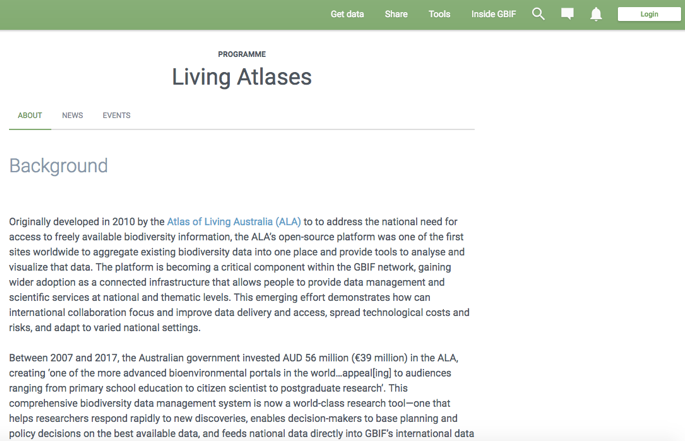 Get data Share Tools Inside GBIF Login
PROGRAMME
Living Atlases
ABOUT NEWS EVENTS
Background
Originally developed in 2010 by the Atlas of Living Australia (ALA) to to address the national need for
access to freely available biodiversity information, the ALA's open-source platform was one of the first
sites worldwide to aggregate existing biodiversity data into one place and provide tools to analyse and
visualize that data. The platform is becoming a critical component within the GBIF network, gaining
wider adoption as a connected infrastructure that allows people to provide data management and
scientific services at national and thematic levels. This emerging effort demonstrates how can
international collaboration focus and improve data delivery and access, spread technological costs and
risks, and adapt to varied national settings.
Between 2007 and 2017, the Australian government invested AUD 56 million (€39 million) in the ALA,
creating 'one of the more advanced bioenvironmental portals in the world…appeal[ing] to audiences
ranging from primary school education to citizen scientist to postgraduate research'. This
comprehensive biodiversity data management system is now a world-class research tool—one that
helps researchers respond rapidly to new discoveries, enables decision-makers to base planning and
policy decisions on the best available data, and feeds national data directly into GBIF's international data